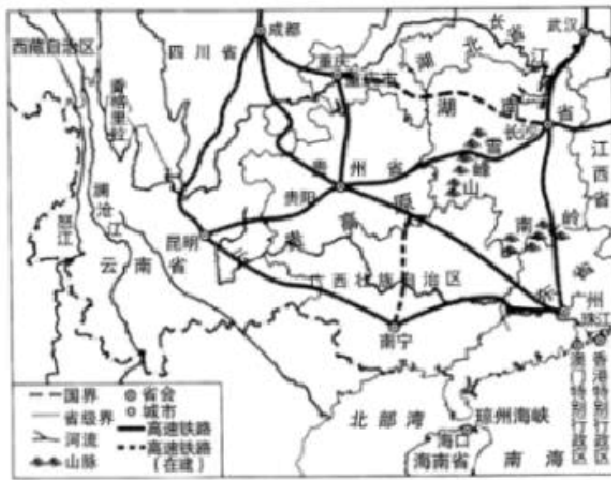 成都
武汉
四川省
长
江
西藏自治区
重庆
重庆市
湖
北
香格里拉
湖
南
省
长沙
雪
峰
山
江
西
省
贵
州
省
贵阳
澜
沧
江
怒江
昆明
云南省
南
岭
广西壮族自治区
广州
珠江
南宁
澳门特别行政区
香港特别行政区
北部湾
琼州海峡
海口
海南省
南海
国界
省会
省级界
城市
河流
高速铁路
山脉
高速铁路
(在建)